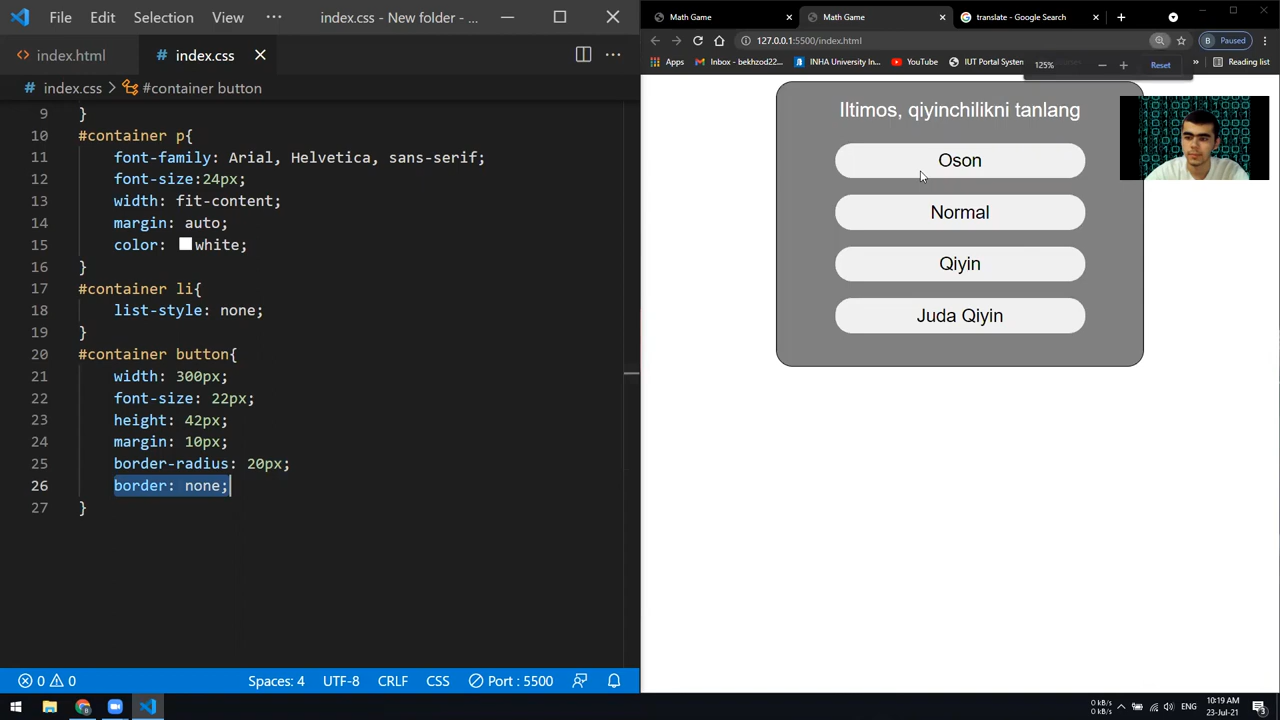 File Edit Selection View ··· index.css - New folder - ...
index.html
# index.css
# index.css > #container button
9 }
10 #container p{
11 font-family: Arial, Helvetica, sans-serif;
12 font-size:24px;
13 width: fit-content;
14 margin: auto;
15 color: white;
16 }
17 #container li{
18 list-style: none;
19 }
20 #container button{
21 width: 300px;
22 font-size: 22px;
23 height: 42px;
24 margin: 10px;
25 border-radius: 20px;
26 border: none;
27 }
0 0 Spaces: 4 UTF-8 CRLF CSS Port : 5500
Math Game Math Game translate - Google Search
127.0.0.1:5500/index.html B Paused
Apps Inbox - bekhzod22... INHA University In... YouTube IUT Portal System » Reading list
125% Reset
Iltimos, qiyinchilikni tanlang
Oson
Normal
Qiyin
Juda Qiyin
0 kB/s
0 kB/s
ENG
10:19 AM
23-Jul-21
3